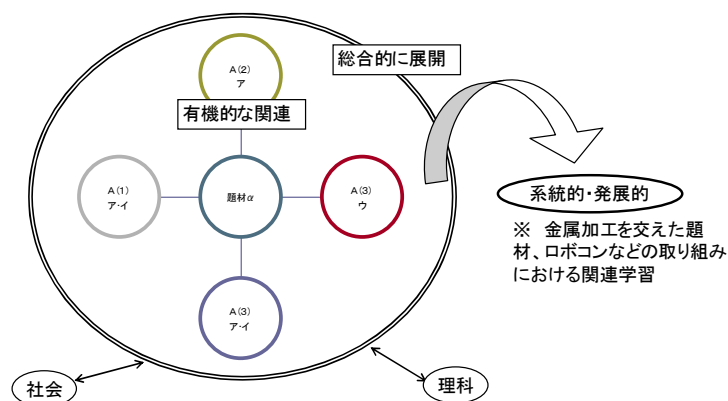 総合的に展開
A(2)
ア
有機的な関連
A(1)
ア・イ
題材α
A(3)
ウ
系統的・発展的
※ 金属加工を交えた題
材、ロボコンなどの取り組み
における関連学習
A(3)
ア・イ
社会
理科